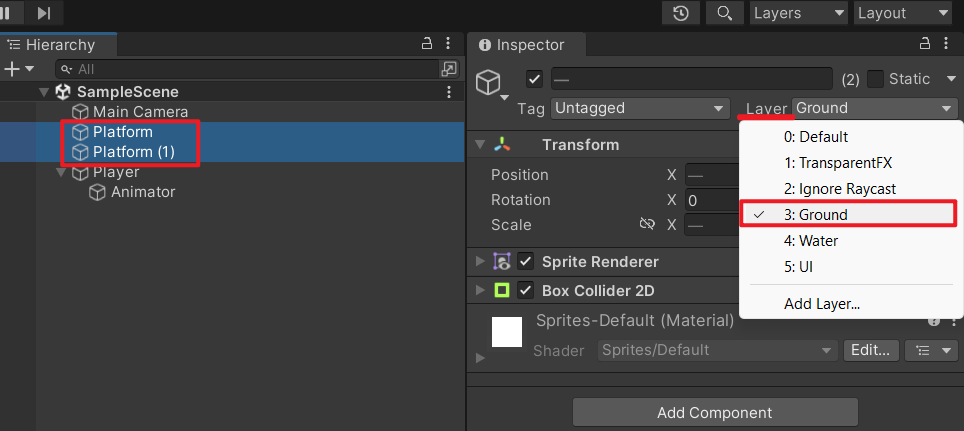 Layers Layout
Hierarchy
All
SampleScene
Main Camera
Platform
Platform (1)
Player
Animator
Inspector
(2) Static
Tag Untagged Layer Ground
0: Default
1: TransparentFX
2: Ignore Raycast
3: Ground
4: Water
5: UI
Add Layer...
Transform
Position X —
Rotation X 0
Scale X —
Sprite Renderer
Box Collider 2D
Sprites-Default (Material)
Shader Sprites/Default Edit...
Add Component